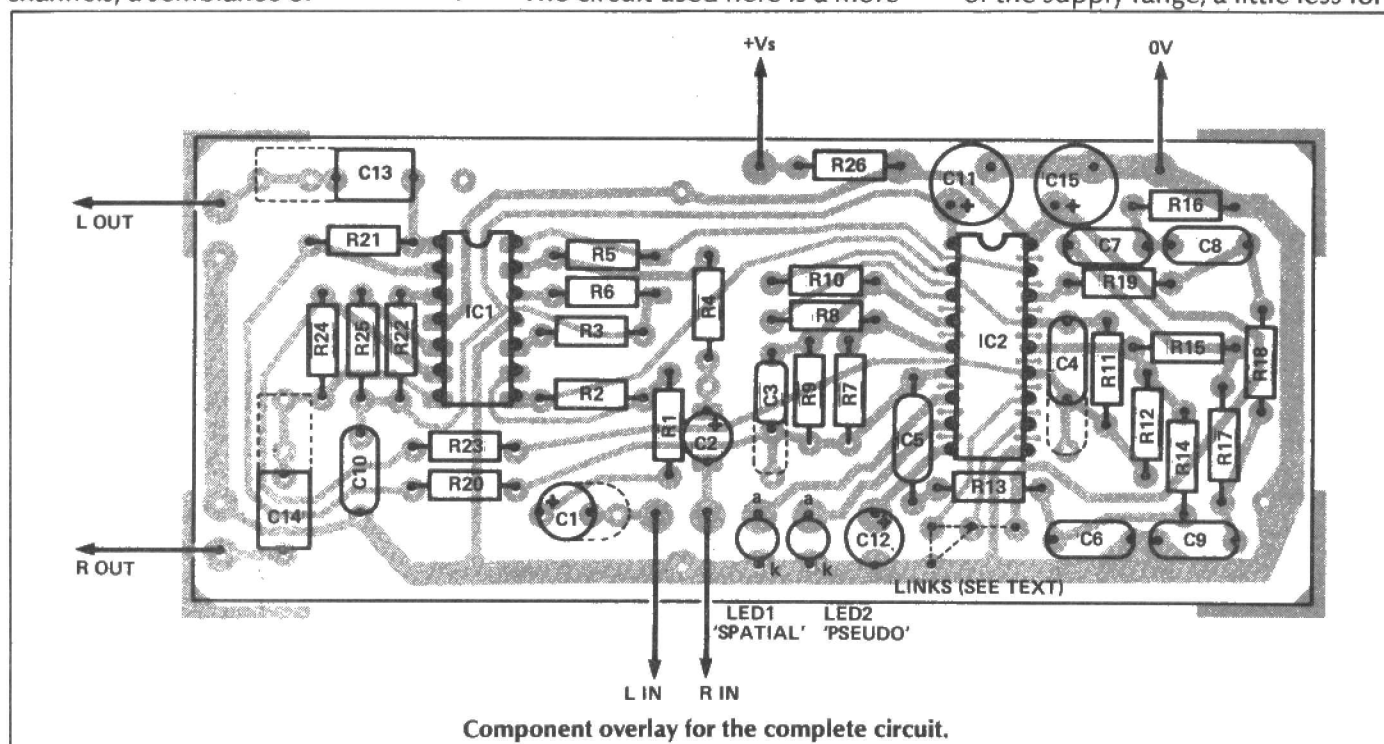 channels, a semblance of
The circuit used here is a more
of the supply range, a little less for
+Vs
0V
L OUT
C13
R26
C11
C15
R16
C7
C8
R21
IC1
R5
R6
R3
R2
R4
R10
R8
IC2
R19
R24
R25
R22
R1
C2
C3
R9
R7
C5
C4
R11
R15
R18
R12
R14
R17
R23
R20
C10
C14
C1
R13
a
a
k
k
C12
C6
C9
R OUT
LINKS (SEE TEXT)
LED1
'SPATIAL'
LED2
'PSEUDO'
L IN
R IN
Component overlay for the complete circuit.